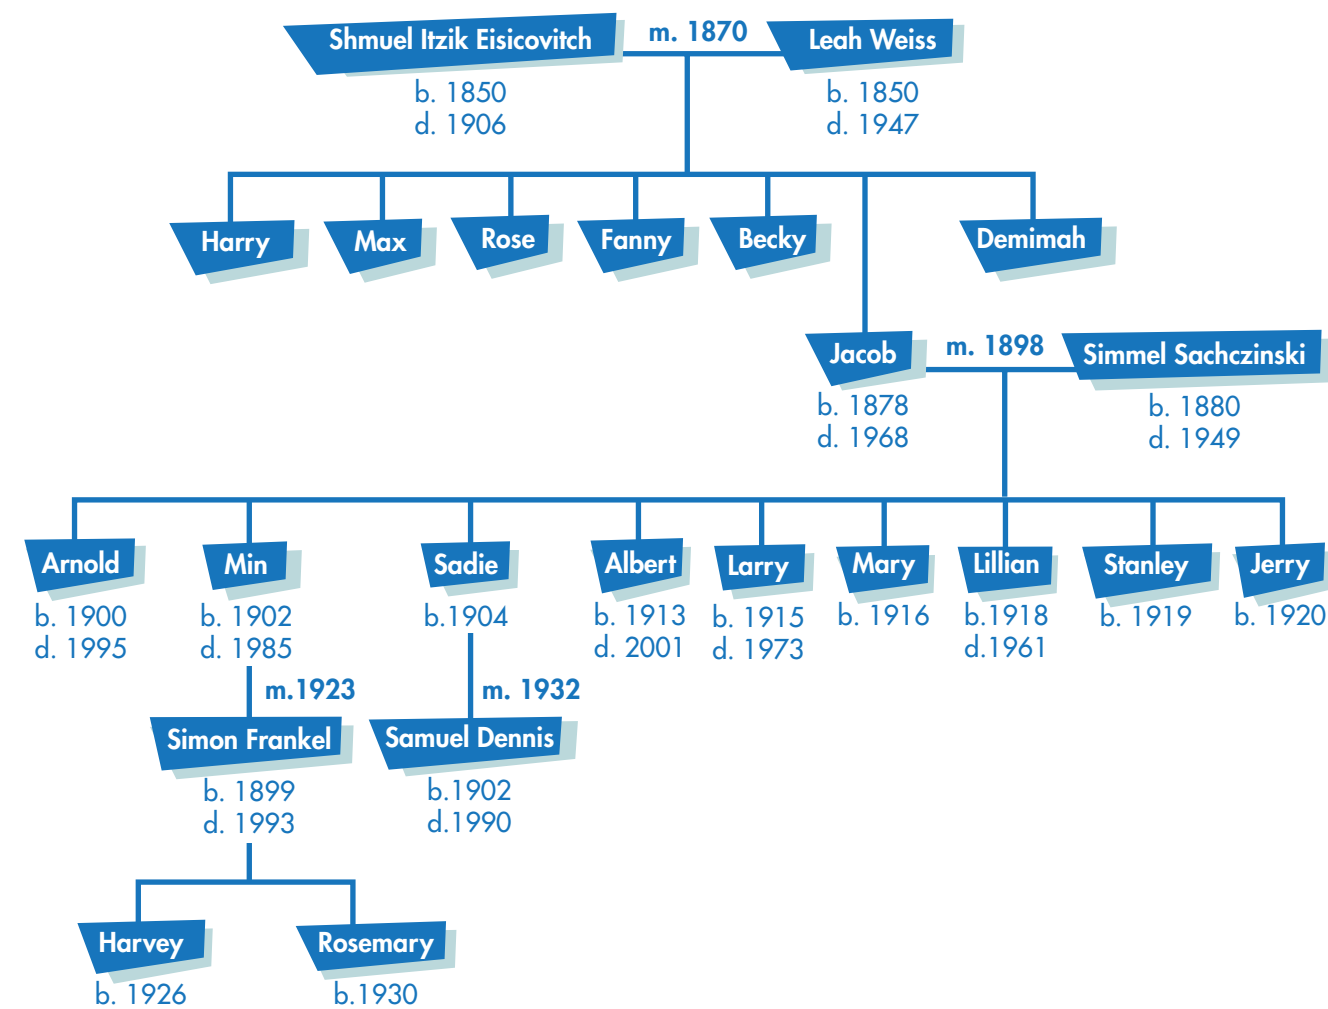 Shmuel Itzik Eisicovitch
m. 1870
Leah Weiss
b. 1850
d. 1906
b. 1850
d. 1947
Harry
Max
Rose
Fanny
Becky
Demimah
Jacob
m. 1898
Simmel Sachczinski
b. 1878
d. 1968
b. 1880
d. 1949
Arnold
b. 1900
d. 1995
Min
b. 1902
d. 1985
Sadie
b.1904
Albert
b. 1913
d. 2001
Larry
b. 1915
d. 1973
Mary
b. 1916
Lillian
b.1918
d.1961
Stanley
b. 1919
Jerry
b. 1920
m.1923
m. 1932
Simon Frankel
b. 1899
d. 1993
Samuel Dennis
b.1902
d.1990
Harvey
b. 1926
Rosemary
b.1930